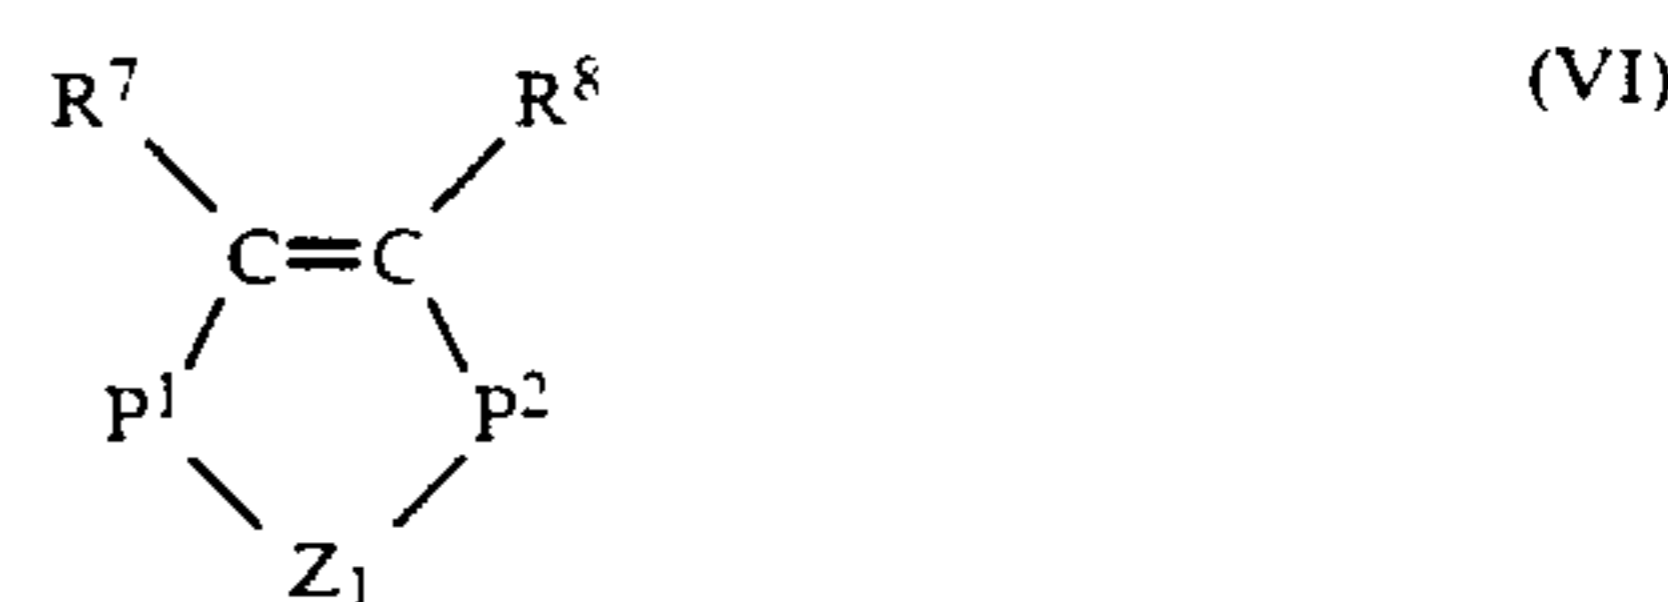 R⁷ R⁸ (VI)
C=C
P¹ P²
Z₁